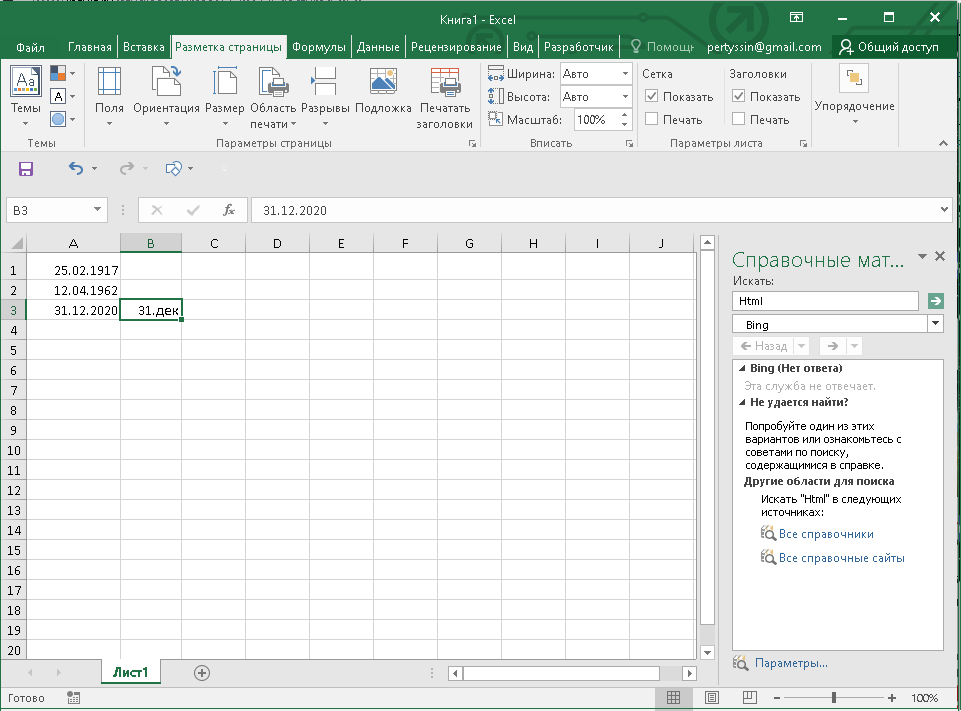 Книга1 - Excel
Файл Главная Вставка Разметка страницы Формулы Данные Рецензирование Вид Разработчик Помощь pertyssin@gmail.com Общий доступ
Темы
Темы
Поля
Ориентация
Размер
Область печати
Разрывы
Подложка
Печатать заголовки
Параметры страницы
Ширина: Авто
Высота: Авто
Масштаб: 100%
Вписать
Сетка
Показать
Печать
Заголовки
Показать
Печать
Параметры листа
Упорядочение
B3 fx 31.12.2020
A B C D E F G H I J
1 25.02.1917
2 12.04.1962
3 31.12.2020 31.дек
4
5
6
7
8
9
10
11
12
13
14
15
16
17
18
19
20
Справочные мат...
Искать:
Html
Bing
Назад
Bing (Нет ответа)
Эта служба не отвечает.
Не удается найти?
Попробуйте один из этих
вариантов или ознакомьтесь с
советами по поиску,
содержащимися в справке.
Другие области для поиска
Искать "Html" в следующих
источниках:
Все справочники
Все справочные сайты
Параметры...
Лист1
Готово 100%